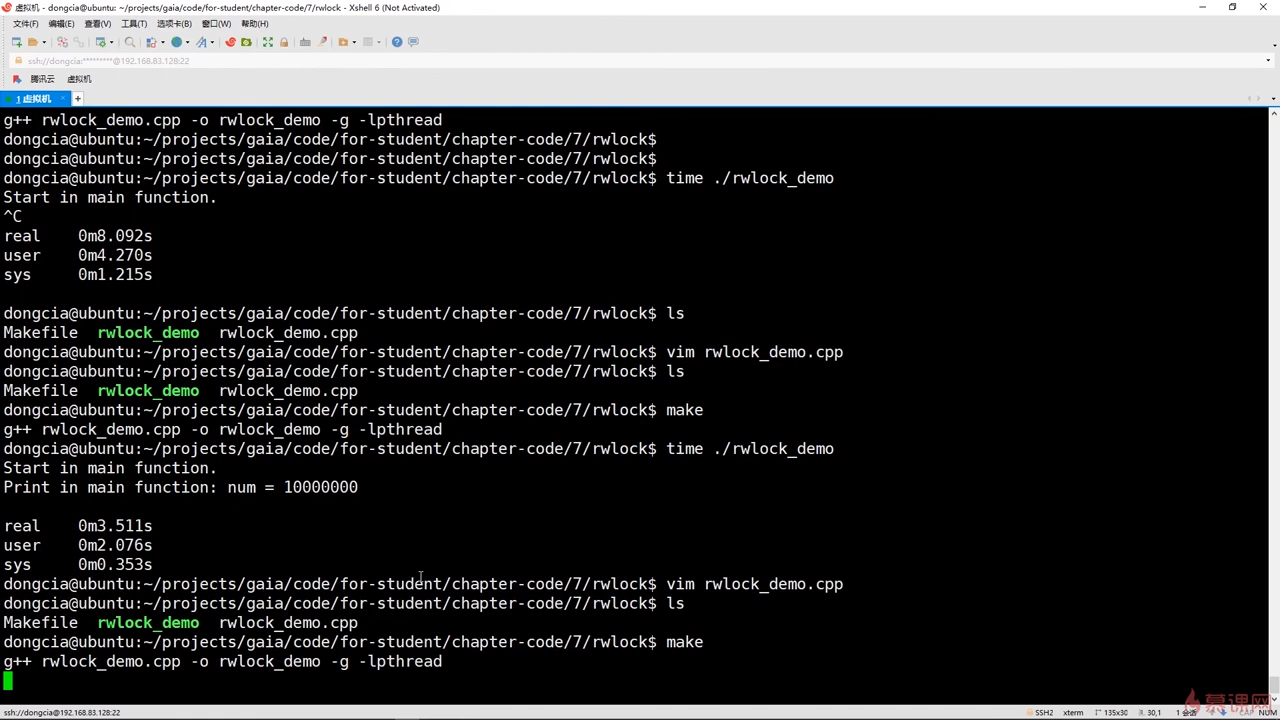 虚拟机 - dongcia@ubuntu: ~/projects/gaia/code/for-student/chapter-code/7/rwlock - Xshell 6 (Not Activated)
文件(F) 编辑(E) 查看(V) 工具(T) 选项卡(B) 窗口(W) 帮助(H)
ssh://dongcia:*********@192.168.83.128:22
腾讯云 虚拟机
1 虚拟机 × +
g++ rwlock_demo.cpp -o rwlock_demo -g -lpthread
dongcia@ubuntu:~/projects/gaia/code/for-student/chapter-code/7/rwlock$
dongcia@ubuntu:~/projects/gaia/code/for-student/chapter-code/7/rwlock$
dongcia@ubuntu:~/projects/gaia/code/for-student/chapter-code/7/rwlock$ time ./rwlock_demo
Start in main function.
^C
real 0m8.092s
user 0m4.270s
sys 0m1.215s
dongcia@ubuntu:~/projects/gaia/code/for-student/chapter-code/7/rwlock$ ls
Makefile rwlock_demo rwlock_demo.cpp
dongcia@ubuntu:~/projects/gaia/code/for-student/chapter-code/7/rwlock$ vim rwlock_demo.cpp
dongcia@ubuntu:~/projects/gaia/code/for-student/chapter-code/7/rwlock$ ls
Makefile rwlock_demo rwlock_demo.cpp
dongcia@ubuntu:~/projects/gaia/code/for-student/chapter-code/7/rwlock$ make
g++ rwlock_demo.cpp -o rwlock_demo -g -lpthread
dongcia@ubuntu:~/projects/gaia/code/for-student/chapter-code/7/rwlock$ time ./rwlock_demo
Start in main function.
Print in main function: num = 10000000
real 0m3.511s
user 0m2.076s
sys 0m0.353s
dongcia@ubuntu:~/projects/gaia/code/for-student/chapter-code/7/rwlock$ vim rwlock_demo.cpp
dongcia@ubuntu:~/projects/gaia/code/for-student/chapter-code/7/rwlock$ ls
Makefile rwlock_demo rwlock_demo.cpp
dongcia@ubuntu:~/projects/gaia/code/for-student/chapter-code/7/rwlock$ make
g++ rwlock_demo.cpp -o rwlock_demo -g -lpthread
ssh://dongcia@192.168.83.128:22 SSH2 xterm 135x30 30,1 1 会话 CAP NUM
慕课网